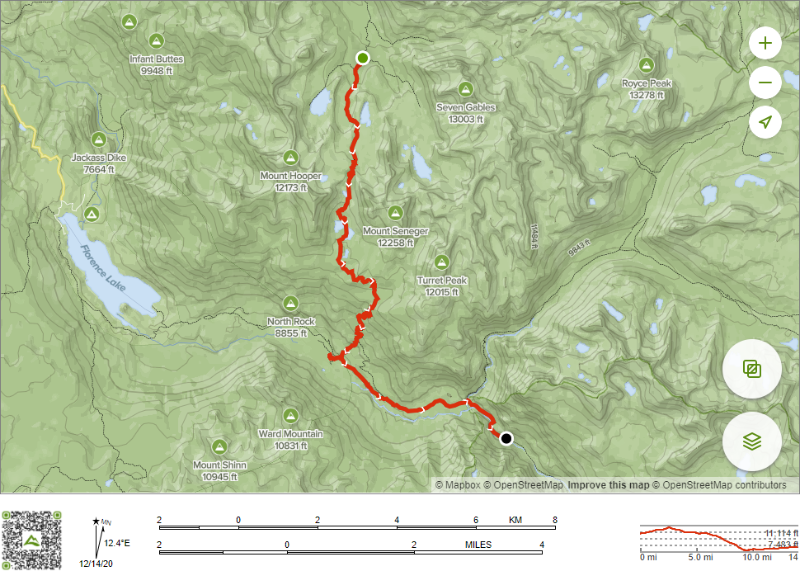 Infant Buttes
9948 ft
Royce Peak
13278 ft
Seven Gables
13003 ft
Jackass Dike
7664 ft
Mount Hooper
12173 ft
Mount Seneger
12258 ft
11484 ft
9843 ft
Florence Lake
Turret Peak
12015 ft
North Rock
8855 ft
Ward Mountain
10831 ft
Mount Shinn
10945 ft
© Mapbox © OpenStreetMap Improve this map © OpenStreetMap contributors
MN
12.4°E
12/14/20
2 0 2 4 6 KM 8
2 0 2 MILES 4
11,114 ft
7,483 ft
0 mi 5.0 mi 10.0 mi 14